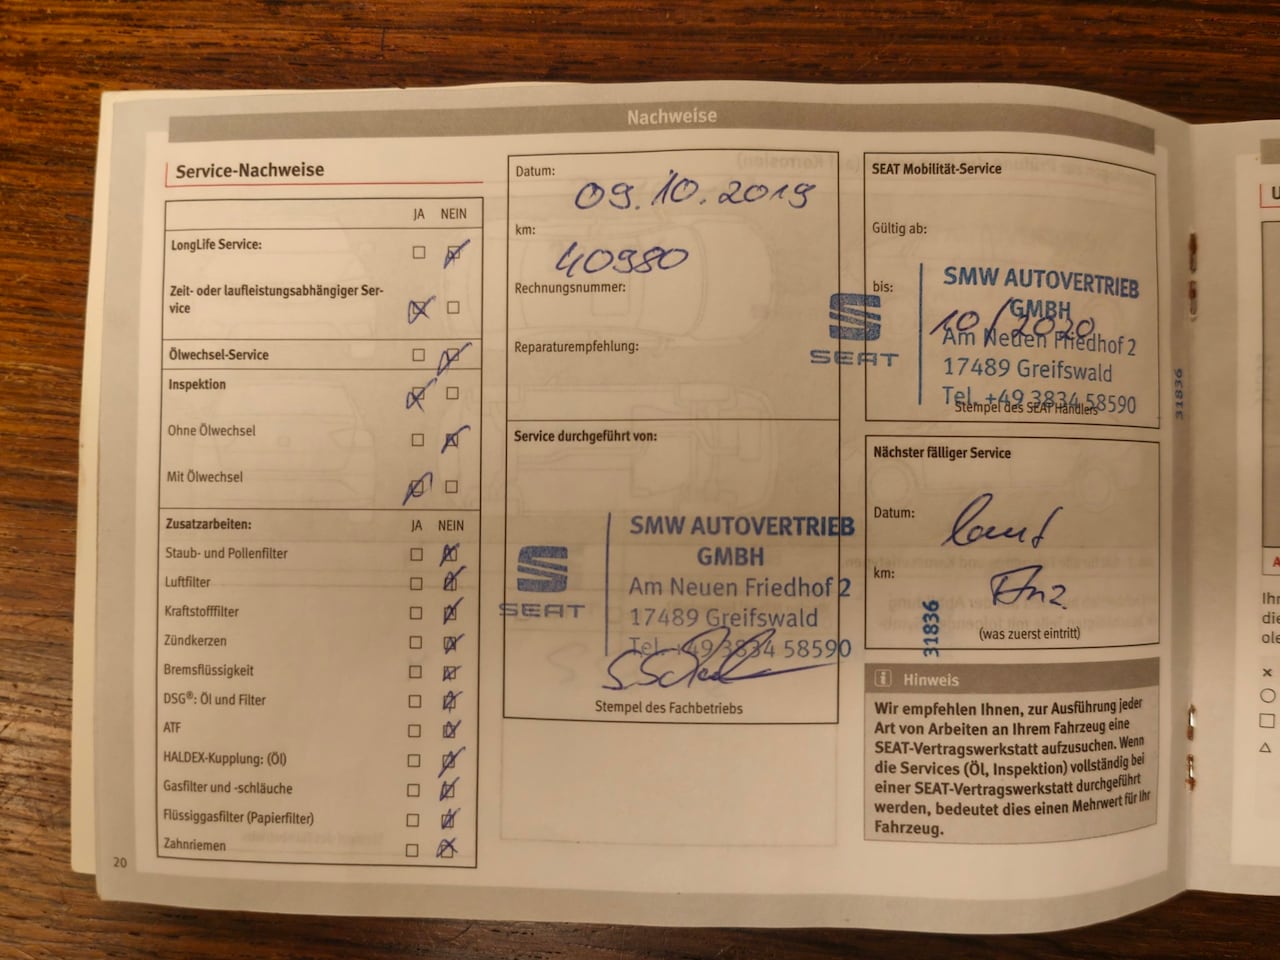 Nachweise
Service-Nachweise
JA NEIN
LongLife Service:
Zeit- oder laufleistungsabhängiger Ser-
vice
Ölwechsel-Service
Inspektion
Ohne Ölwechsel
Mit Ölwechsel
Zusatzarbeiten: JA NEIN
Staub- und Pollenfilter
Luftfilter
Kraftstofffilter
Zündkerzen
Bremsflüssigkeit
DSG®: Öl und Filter
ATF
HALDEX-Kupplung: (Öl)
Gasfilter und -schläuche
Flüssiggasfilter (Papierfilter)
Zahnriemen
20
Datum:
09.10.2019
km:
40980
Rechnungsnummer:
Reparaturempfehlung:
Service durchgeführt von:
SEAT
SMW AUTOVERTRIEB
GMBH
Am Neuen Friedhof 2
17489 Greifswald
Tel. +49 3834 58590
Stempel des Fachbetriebs
SEAT Mobilität-Service
Gültig ab:
bis:
10/2020
SEAT
SMW AUTOVERTRIEB
GMBH
Am Neuen Friedhof 2
17489 Greifswald
Tel. +49 3834 58590
Stempel des SEAT Händlers
31836
Nächster fälliger Service
Datum:
laut
km:
Anz
(was zuerst eintritt)
31836
i Hinweis
Wir empfehlen Ihnen, zur Ausführung jeder
Art von Arbeiten an Ihrem Fahrzeug eine
SEAT-Vertragswerkstatt aufzusuchen. Wenn
die Services (Öl, Inspektion) vollständig bei
einer SEAT-Vertragswerkstatt durchgeführt
werden, bedeutet dies einen Mehrwert für Ihr
Fahrzeug.